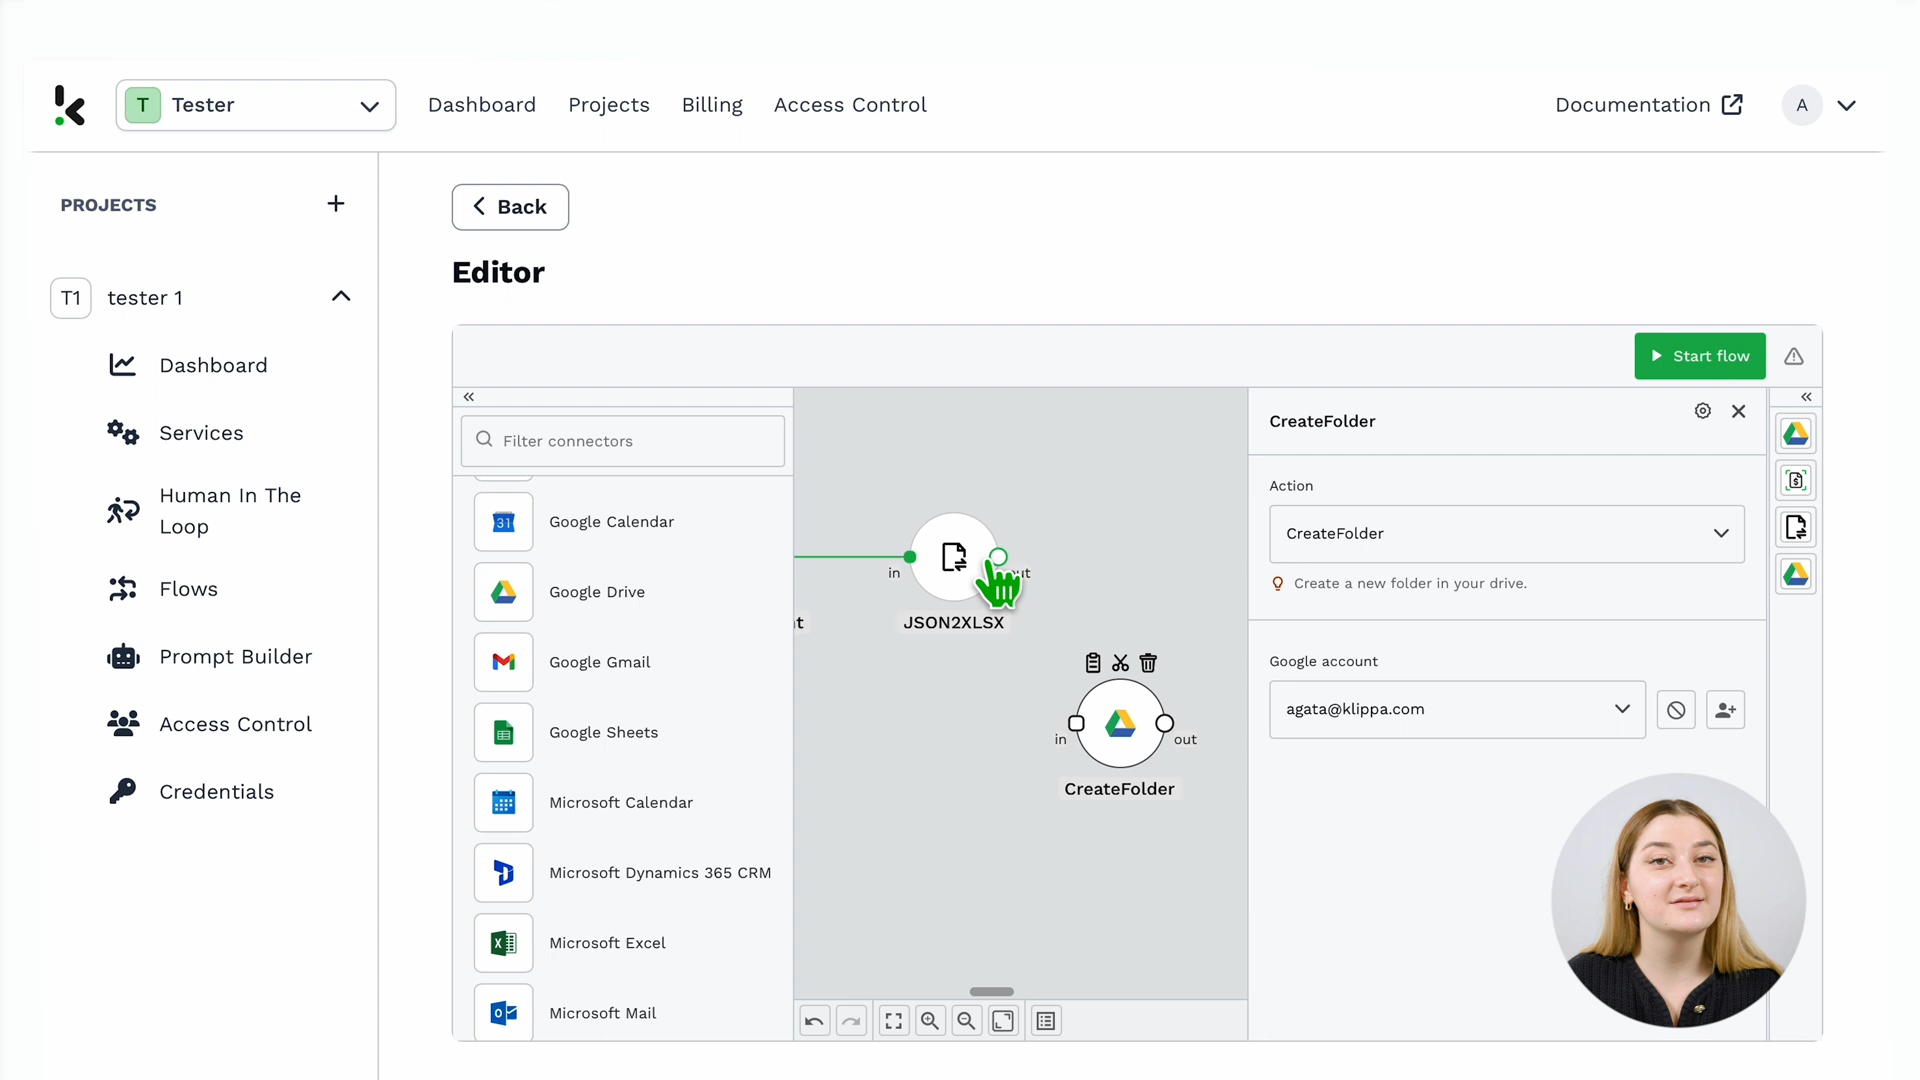 T Tester
Dashboard
Projects
Billing
Access Control
Documentation
A
PROJECTS
T1 tester 1
Dashboard
Services
Human In The
Loop
Flows
Prompt Builder
Access Control
Credentials
Back
Editor
Start flow
Filter connectors
31 Google Calendar
Google Drive
Google Gmail
Google Sheets
Microsoft Calendar
Microsoft Dynamics 365 CRM
Microsoft Excel
Microsoft Mail
in
JSON2XLSX
in
out
CreateFolder
CreateFolder
Action
CreateFolder
Create a new folder in your drive.
Google account
agata@klippa.com